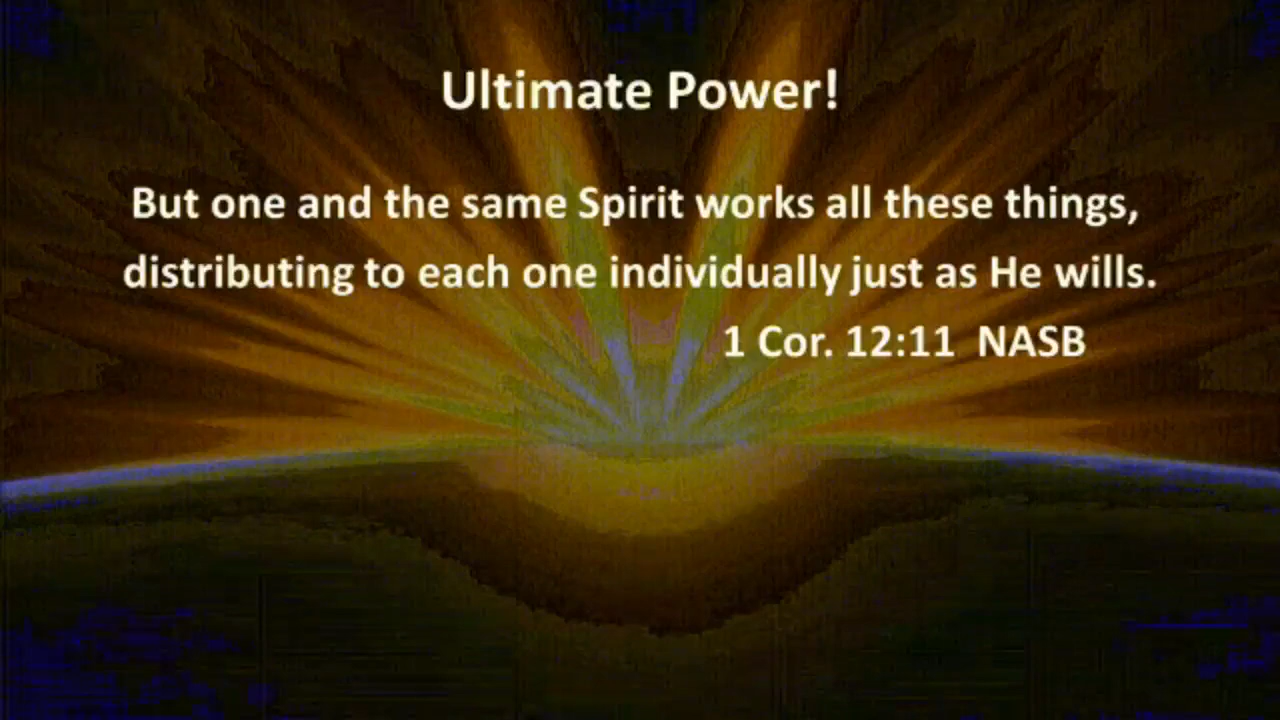 Ultimate Power!
But one and the same Spirit works all these things,
distributing to each one individually just as He wills.
1 Cor. 12:11 NASB